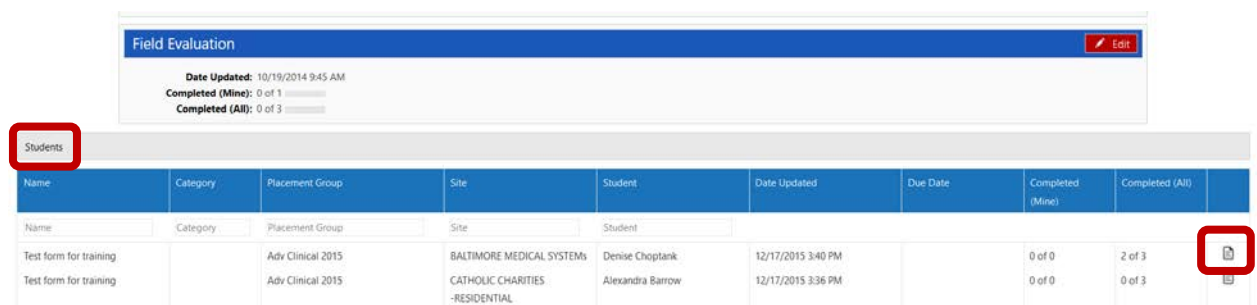 Field Evaluation
Edit
Date Updated: 10/19/2014 9:45 AM
Completed (Mine): 0 of 1
Completed (All): 0 of 3
Students
Name Category Placement Group Site Student Date Updated Due Date Completed (Mine) Completed (All)
Name Category Placement Group Site Student
Test form for training Adv Clinical 2015 BALTIMORE MEDICAL SYSTEMs Denise Choptank 12/17/2015 3:40 PM 0 of 0 2 of 3
Test form for training Adv Clinical 2015 CATHOLIC CHARITIES -RESIDENTIAL Alexandra Barrow 12/17/2015 3:36 PM 0 of 0 0 of 3